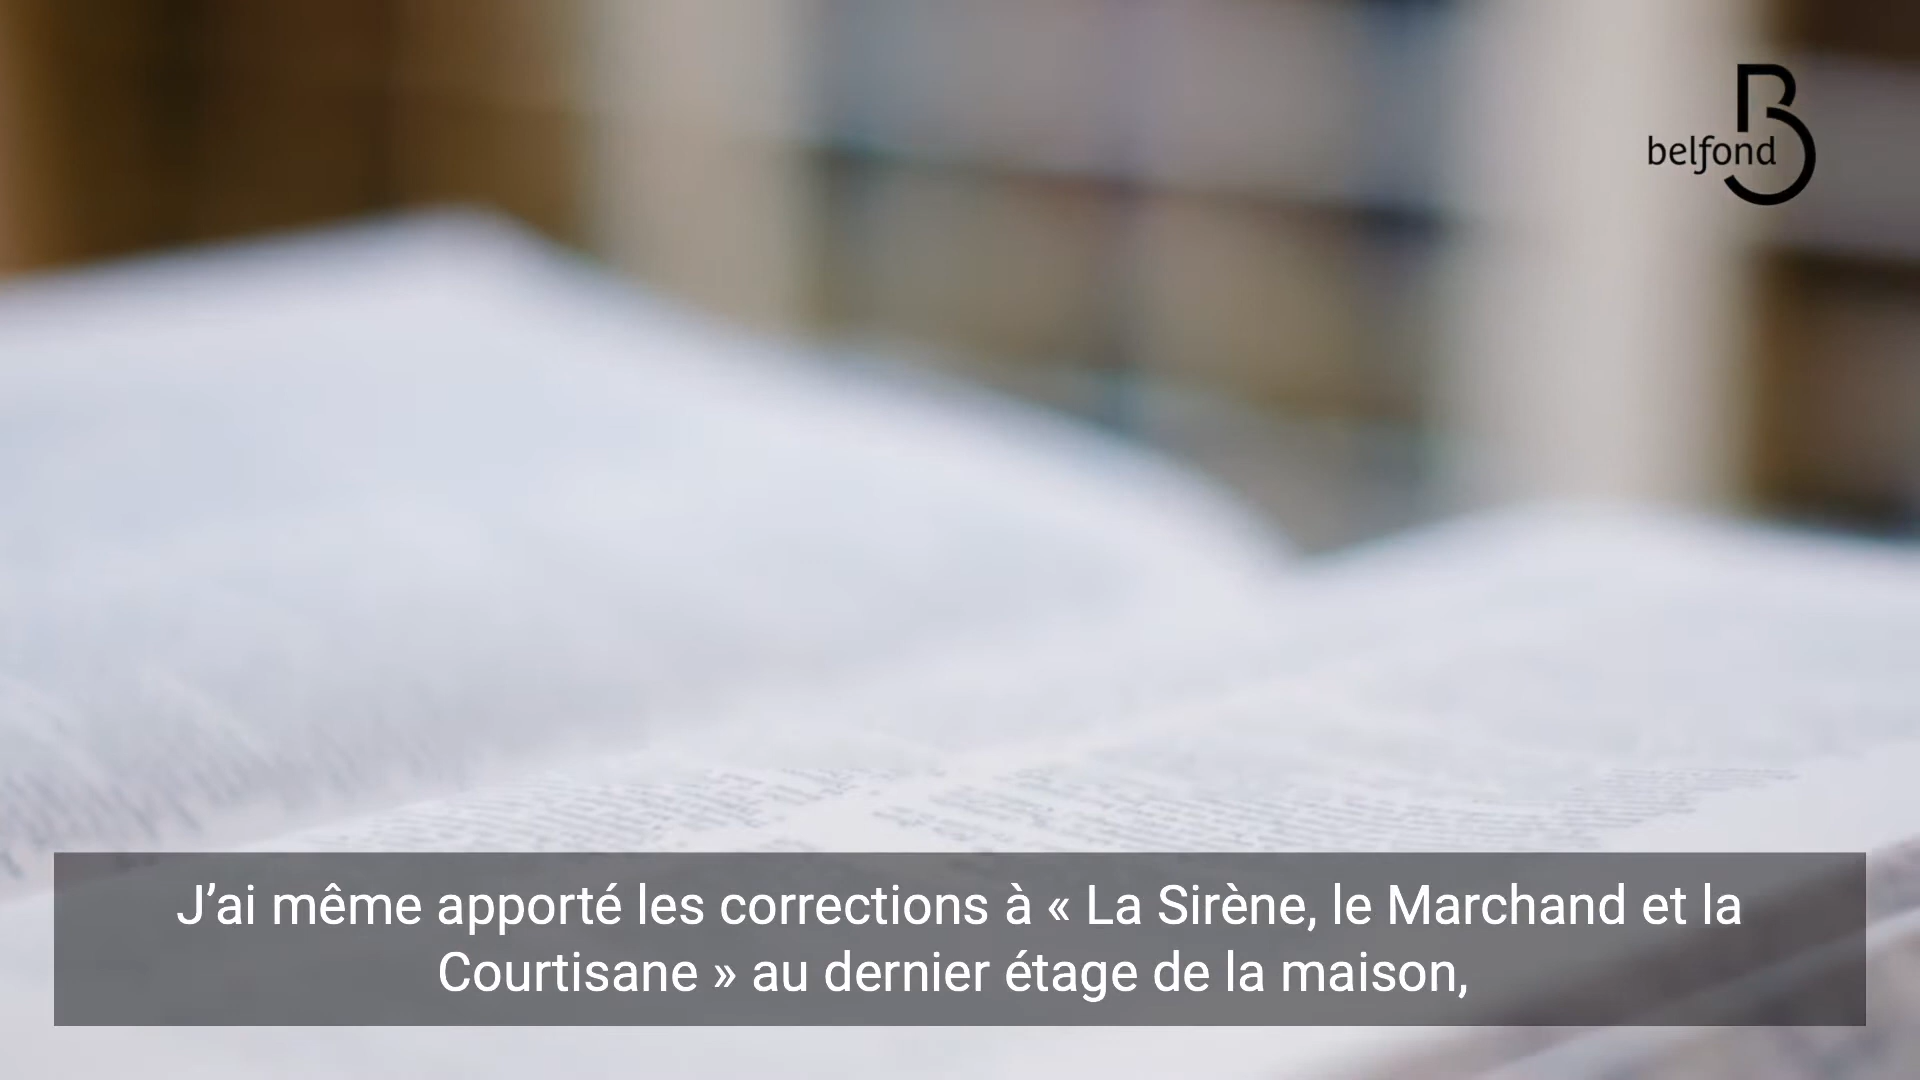 belfond
J’ai même apporté les corrections à « La Sirène, le Marchand et la
Courtisane » au dernier étage de la maison,